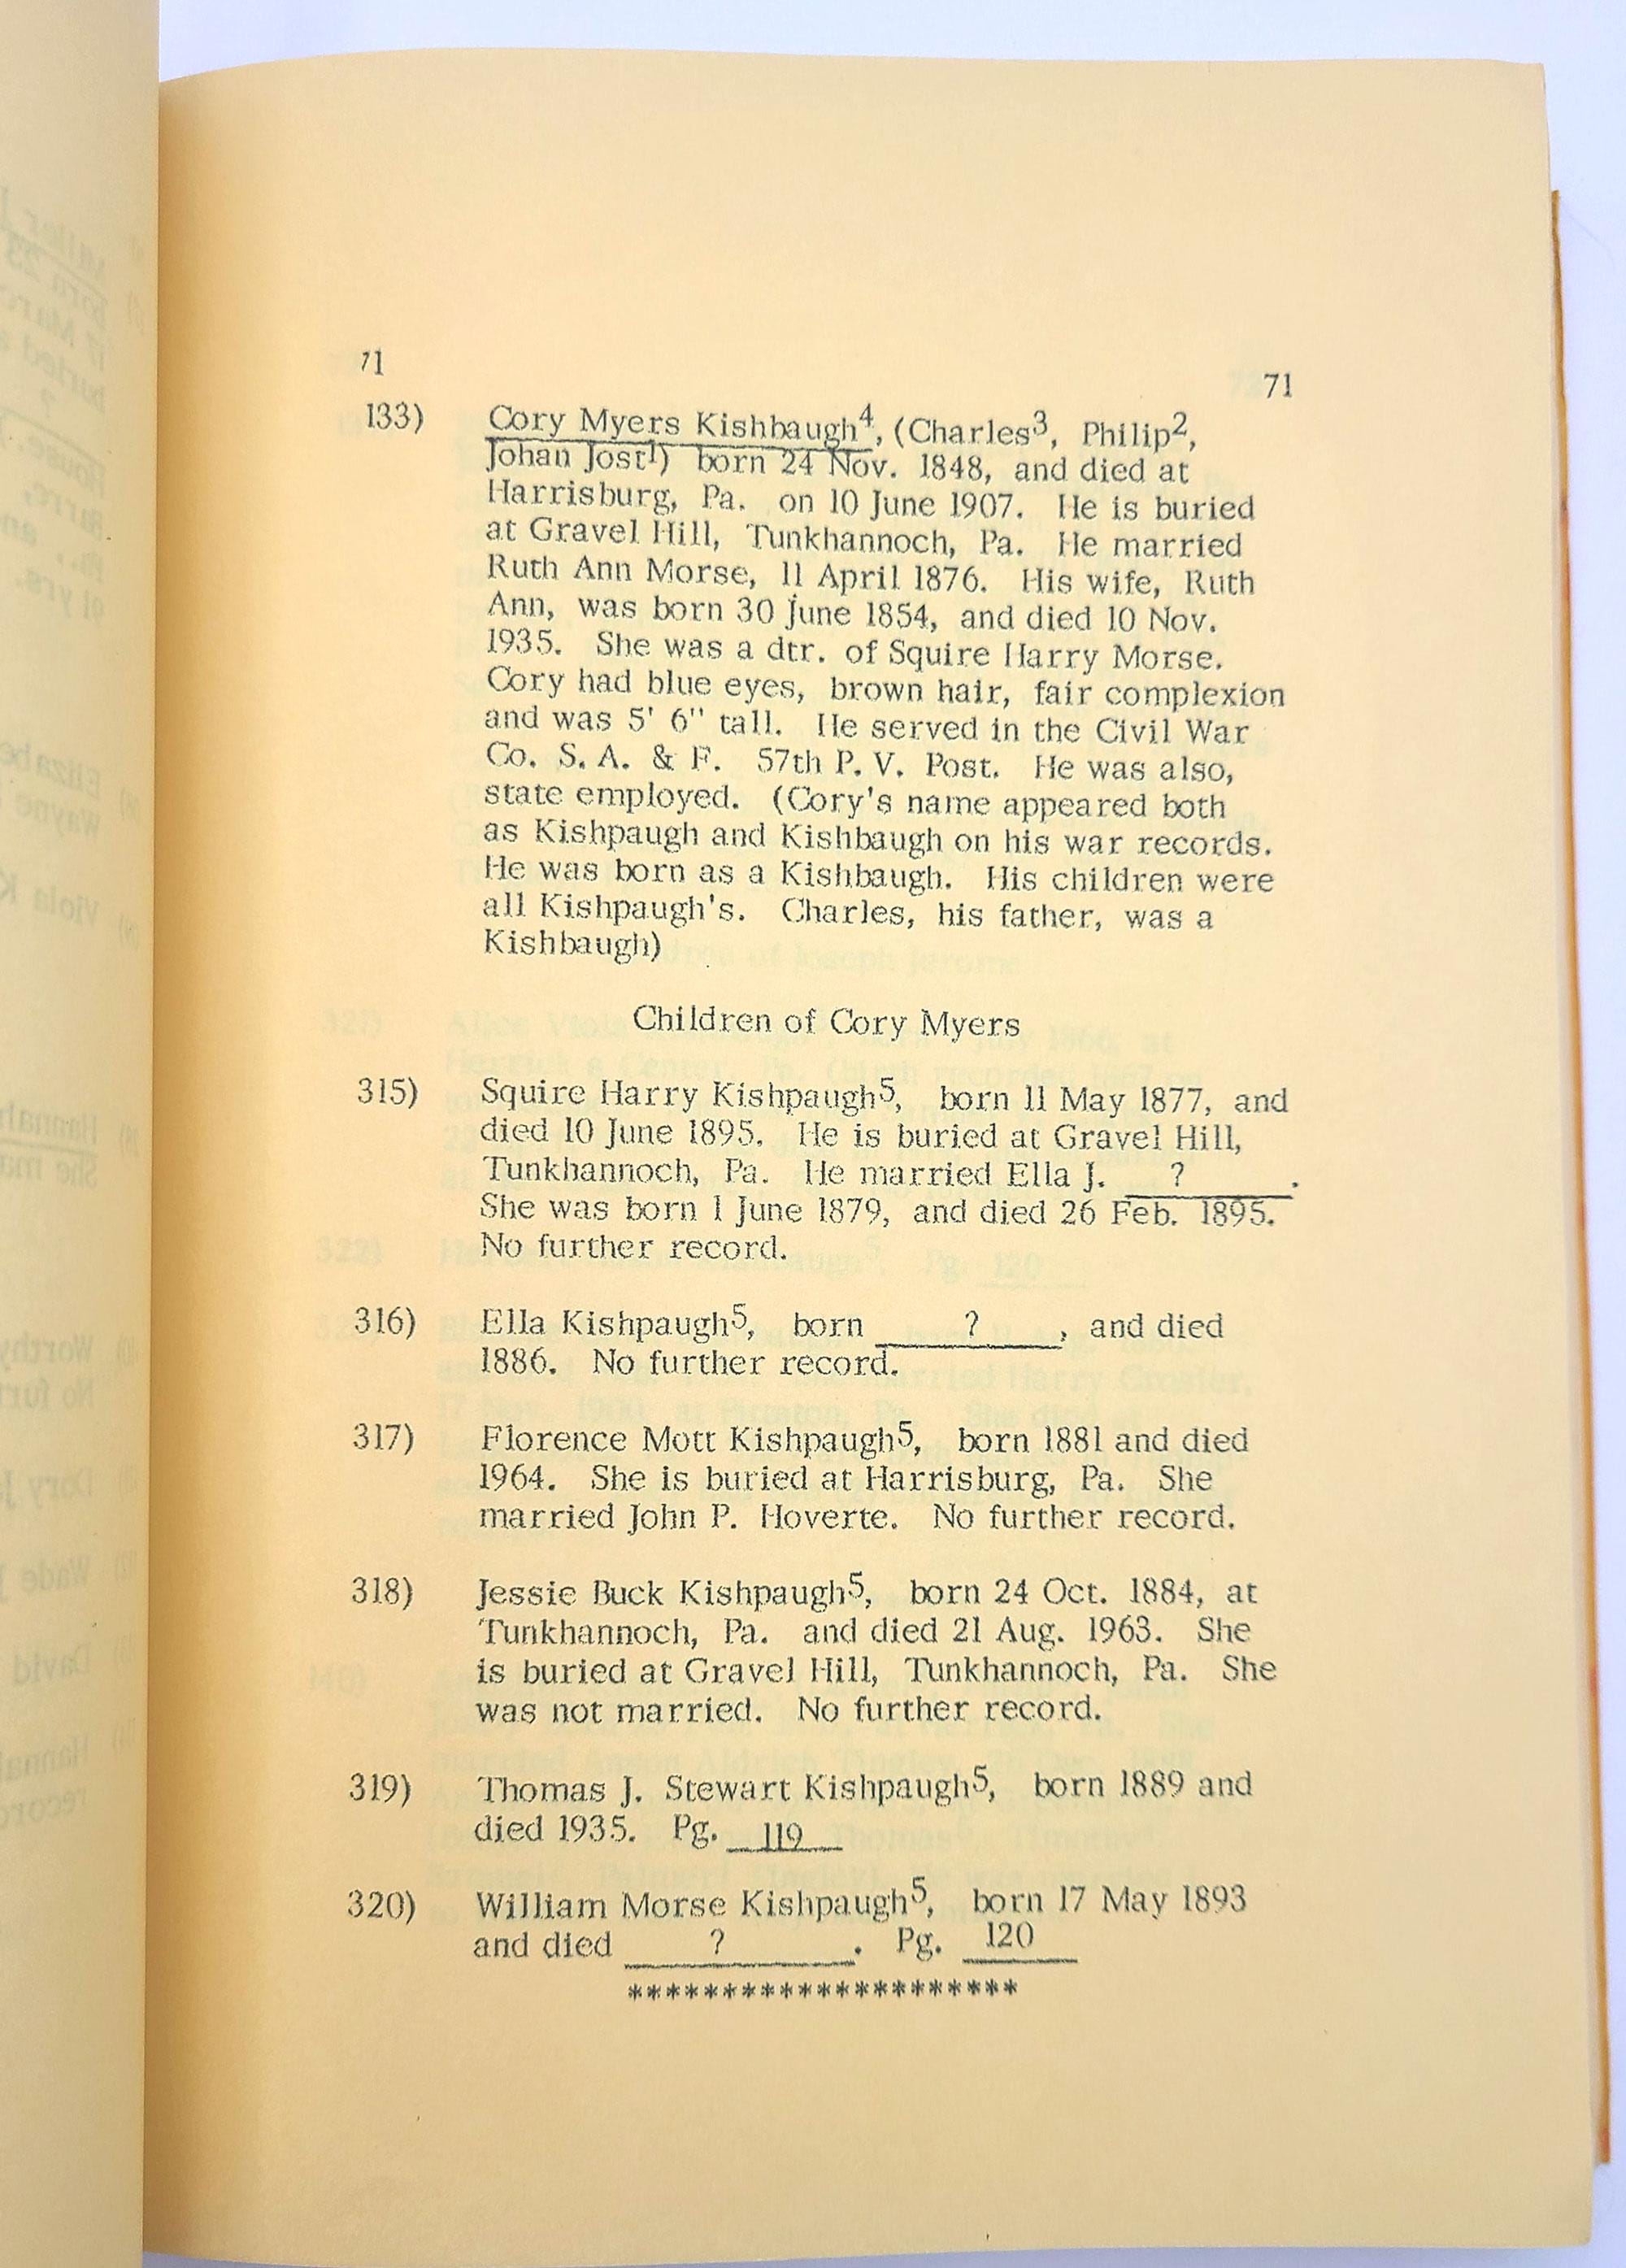 71
71
133) Cory Myers Kishbaugh4, (Charles3, Philip2,
Johan Jost1) born 24 Nov. 1848, and died at
Harrisburg, Pa. on 10 June 1907. He is buried
at Gravel Hill, Tunkhannoch, Pa. He married
Ruth Ann Morse, 11 April 1876. His wife, Ruth
Ann, was born 30 June 1854, and died 10 Nov.
1935. She was a dtr. of Squire Harry Morse.
Cory had blue eyes, brown hair, fair complexion
and was 5' 6" tall. He served in the Civil War
Co. S. A. & F. 57th P. V. Post. He was also,
state employed. (Cory's name appeared both
as Kishpaugh and Kishbaugh on his war records.
He was born as a Kishbaugh. His children were
all Kishpaugh's. Charles, his father, was a
Kishbaugh)
Children of Cory Myers
315) Squire Harry Kishpaugh5, born 11 May 1877, and
died 10 June 1895. He is buried at Gravel Hill,
Tunkhannoch, Pa. He married Ella J. ? .
She was born 1 June 1879, and died 26 Feb. 1895.
No further record.
316) Ella Kishpaugh5, born ? , and died
1886. No further record.
317) Florence Mott Kishpaugh5, born 1881 and died
1964. She is buried at Harrisburg, Pa. She
married John P. Hoverte. No further record.
318) Jessie Buck Kishpaugh5, born 24 Oct. 1884, at
Tunkhannoch, Pa. and died 21 Aug. 1963. She
is buried at Gravel Hill, Tunkhannoch, Pa. She
was not married. No further record.
319) Thomas J. Stewart Kishpaugh5, born 1889 and
died 1935. Pg. 119
320) William Morse Kishpaugh5, born 17 May 1893
and died ? . Pg. 120
*********************